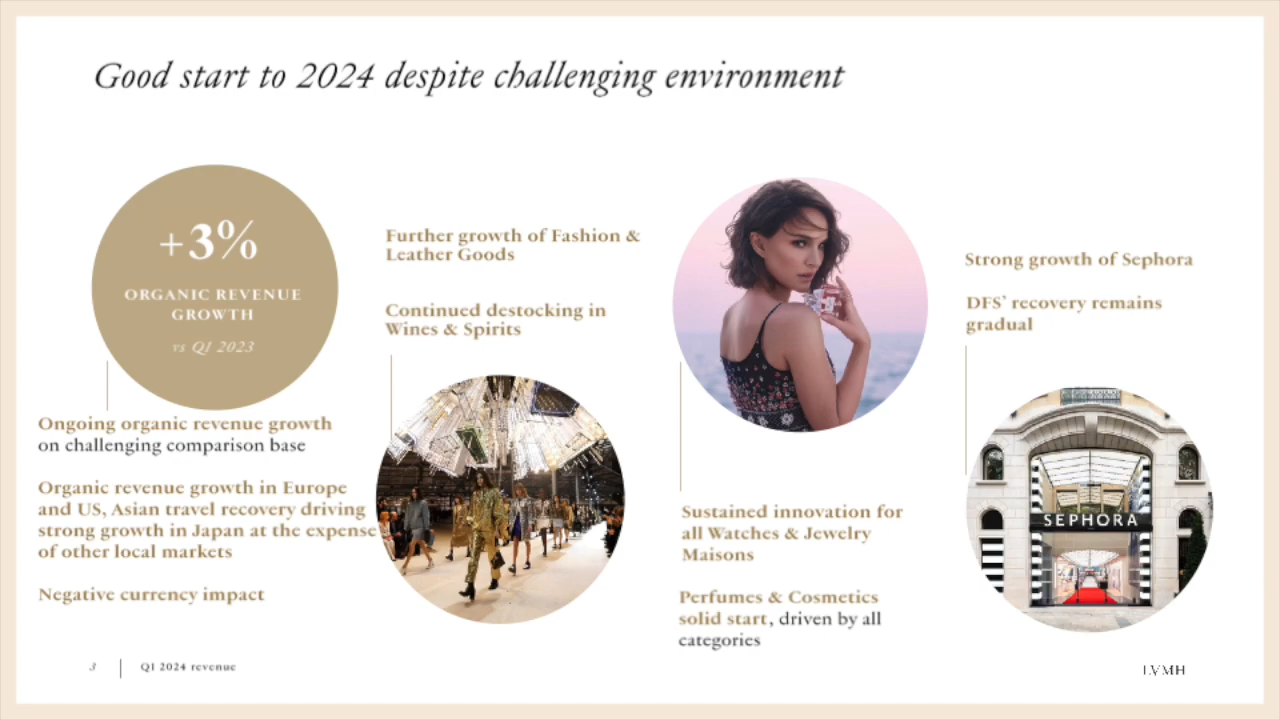 Good start to 2024 despite challenging environment
+3%
ORGANIC REVENUE
GROWTH
vs Q1 2023
Ongoing organic revenue growth
on challenging comparison base
Organic revenue growth in Europe
and US, Asian travel recovery driving
strong growth in Japan at the expense
of other local markets
Negative currency impact
Further growth of Fashion &
Leather Goods
Continued destocking in
Wines & Spirits
Sustained innovation for
all Watches & Jewelry
Maisons
Perfumes & Cosmetics
solid start, driven by all
categories
Strong growth of Sephora
DFS' recovery remains
gradual
SEPHORA
3
Q1 2024 revenue
LVMH